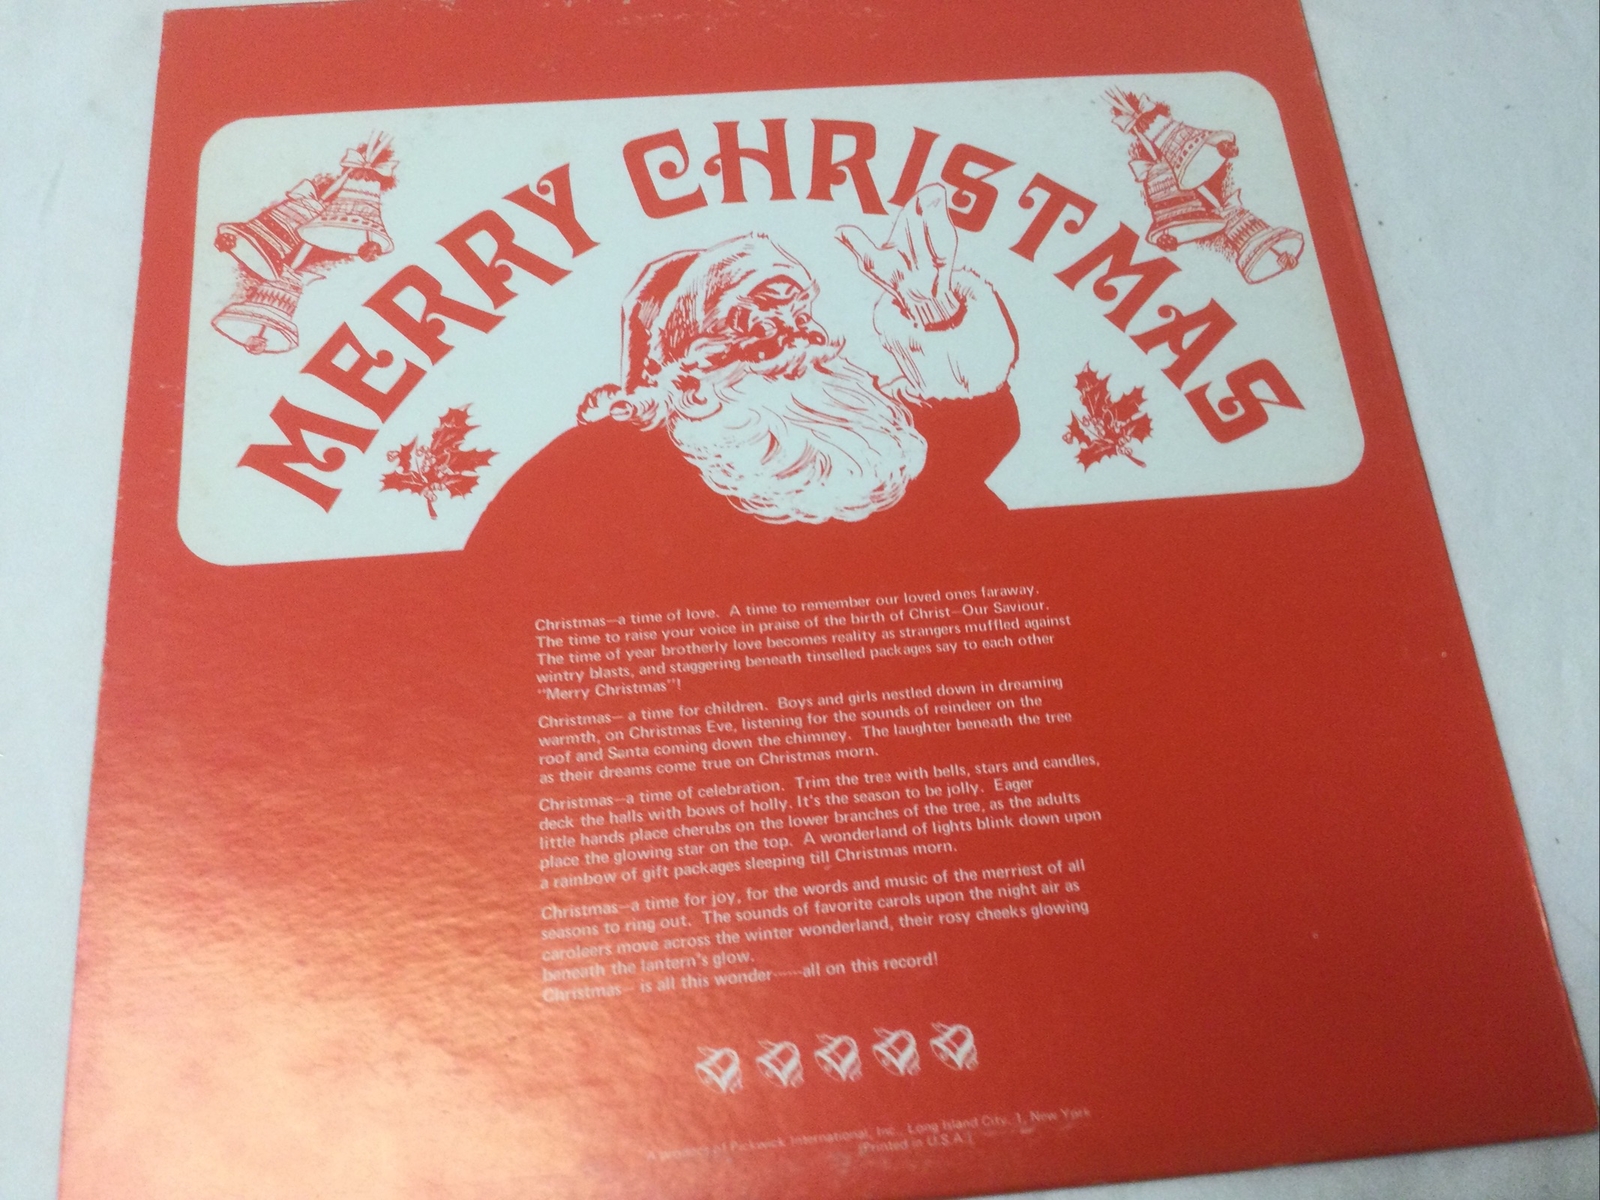 MERRY CHRISTMAS
Christmas—a time of love. A time to remember our loved ones faraway.
The time to raise your voice in praise of the birth of Christ—Our Saviour.
The time of year brotherly love becomes reality as strangers muffled against
wintry blasts, and staggering beneath tinselled packages say to each other
"Merry Christmas"!
Christmas— a time for children. Boys and girls nestled down in dreaming
warmth, on Christmas Eve, listening for the sounds of reindeer on the
roof and Santa coming down the chimney. The laughter beneath the tree
as their dreams come true on Christmas morn.
Christmas—a time of celebration. Trim the tree with bells, stars and candles,
deck the halls with bows of holly. It's the season to be jolly. Eager
little hands place cherubs on the lower branches of the tree, as the adults
place the glowing star on the top. A wonderland of lights blink down upon
a rainbow of gift packages sleeping till Christmas morn.
Christmas—a time for joy, for the words and music of the merriest of all
seasons to ring out. The sounds of favorite carols upon the night air as
caroleers move across the winter wonderland, their rosy cheeks glowing
beneath the lantern's glow.
Christmas— is all this wonder------all on this record!
A product of Pickwick International, Inc., Long Island City, 1, New York
(Printed in U.S.A.)